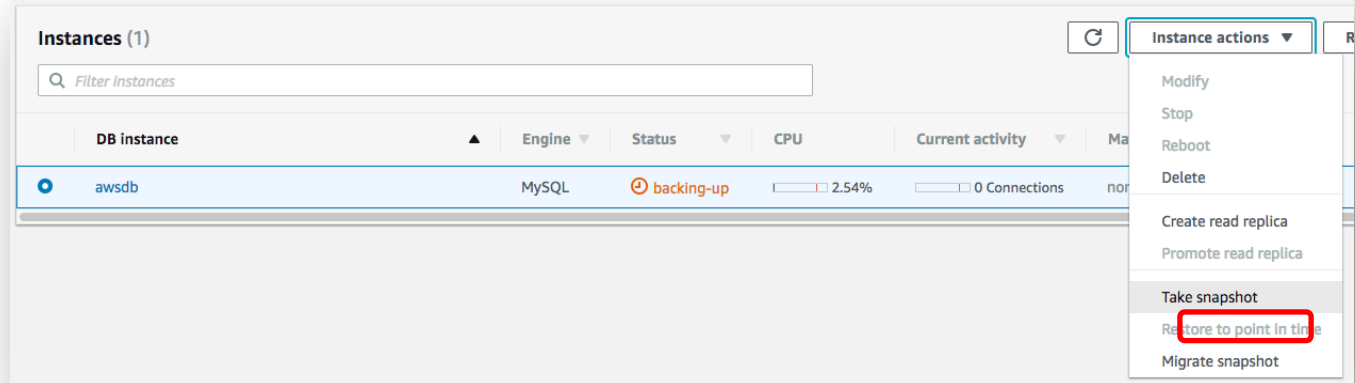 Instances (1)
Instance actions ▼
R
Filter instances
DB instance ▲ Engine Status CPU Current activity Ma
awsdb MySQL backing-up 2.54% 0 Connections nor
Modify
Stop
Reboot
Delete
Create read replica
Promote read replica
Take snapshot
Restore to point in time
Migrate snapshot